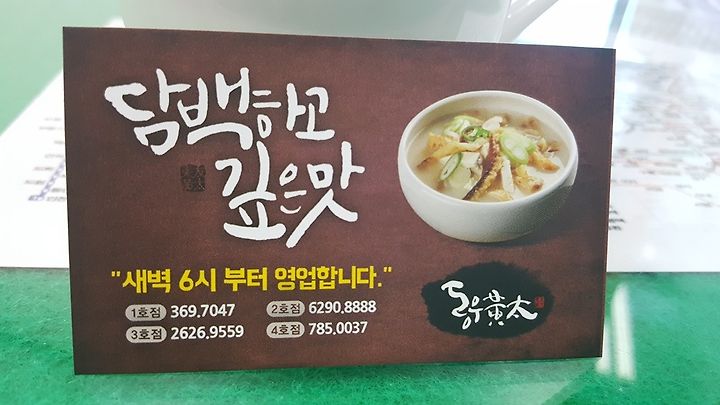 담백하고
깊은맛
"새벽 6시 부터 영업합니다."
1호점 369.7047 2호점 6290.8888
3호점 2626.9559 4호점 785.0037
동우黃太